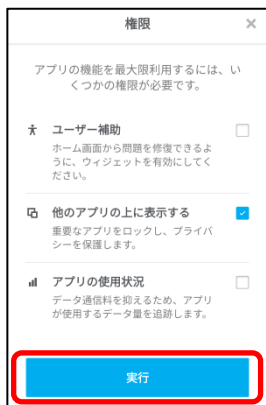 権限
アプリの機能を最大限利用するには、い
くつかの権限が必要です。
ユーザー補助
ホーム画面から問題を修復できるよ
うに、ウィジェットを有効にしてく
ださい。
他のアプリの上に表示する
重要なアプリをロックし、プライバ
シーを保護します。
アプリの使用状況
データ通信料を抑えるため、アプリ
が使用するデータ量を追跡します。
実行